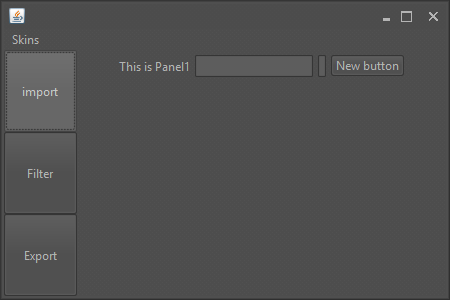 Skins
import
This is Panel1 New button
Filter
Export